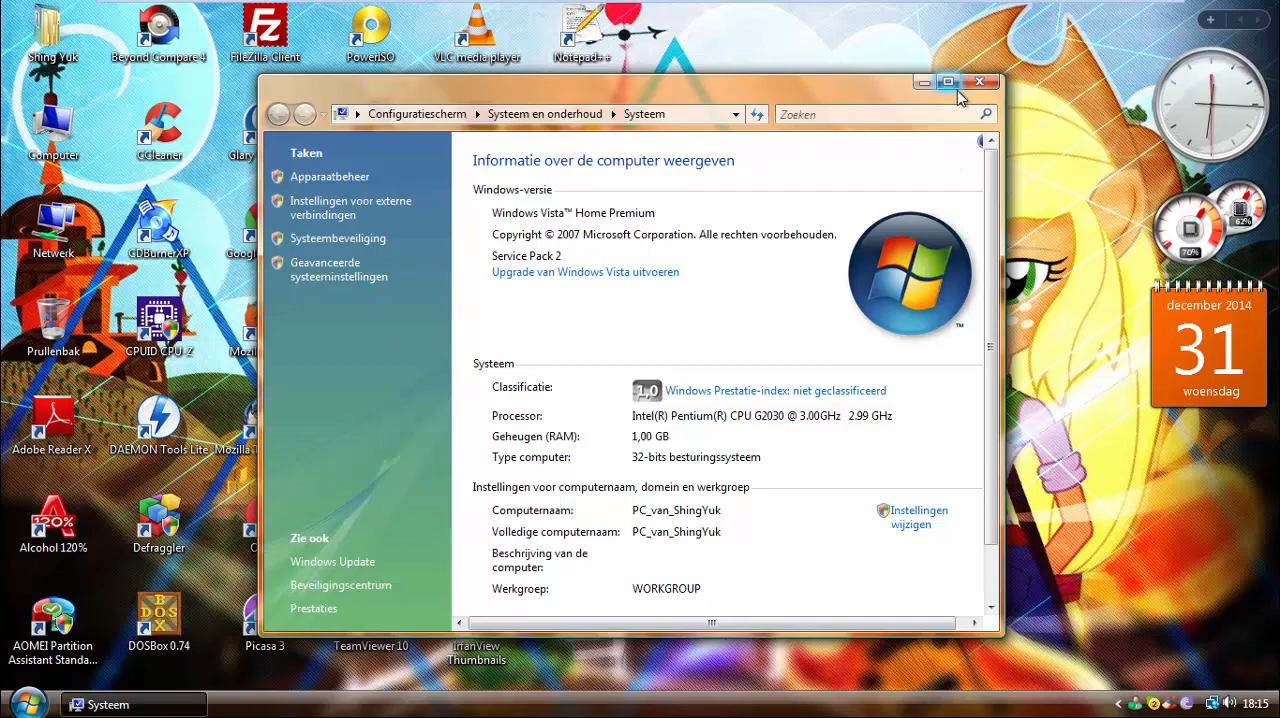 Shing Yuk
Beyond Compare 4
FileZilla Client
PowerISO
VLC media player
Notepad++
Computer
CCleaner
Glary
Netwerk
CDBurnerXP
Prullenbak
CPUID CPU-Z
Adobe Reader X
DAEMON Tools Lite
Mozilla
Alcohol 120%
120%
Defraggler
AOMEI Partition
Assistant Standa...
DOS
BOX
DOSBox 0.74
Picasa 3
TeamViewer 10
IrfanView
Thumbnails
Configuratiescherm
Systeem en onderhoud
Systeem
Zoeken
Taken
Apparaatbeheer
Instellingen voor externe
verbindingen
Systeembeveiliging
Geavanceerde
systeeminstellingen
Zie ook
Windows Update
Beveiligingscentrum
Prestaties
Informatie over de computer weergeven
Windows-versie
Windows Vista™ Home Premium
Copyright © 2007 Microsoft Corporation. Alle rechten voorbehouden.
Service Pack 2
Upgrade van Windows Vista uitvoeren
Systeem
Classificatie: 1,0 Windows Prestatie-index: niet geclassificeerd
Processor: Intel(R) Pentium(R) CPU G2030 @ 3.00GHz 2.99 GHz
Geheugen (RAM): 1,00 GB
Type computer: 32-bits besturingssysteem
Instellingen voor computernaam, domein en werkgroep
Computernaam: PC_van_ShingYuk
Instellingen
wijzigen
Volledige computernaam: PC_van_ShingYuk
Beschrijving van de
computer:
Werkgroep: WORKGROUP
62%
70%
december 2014
31
woensdag
Systeem
18:15